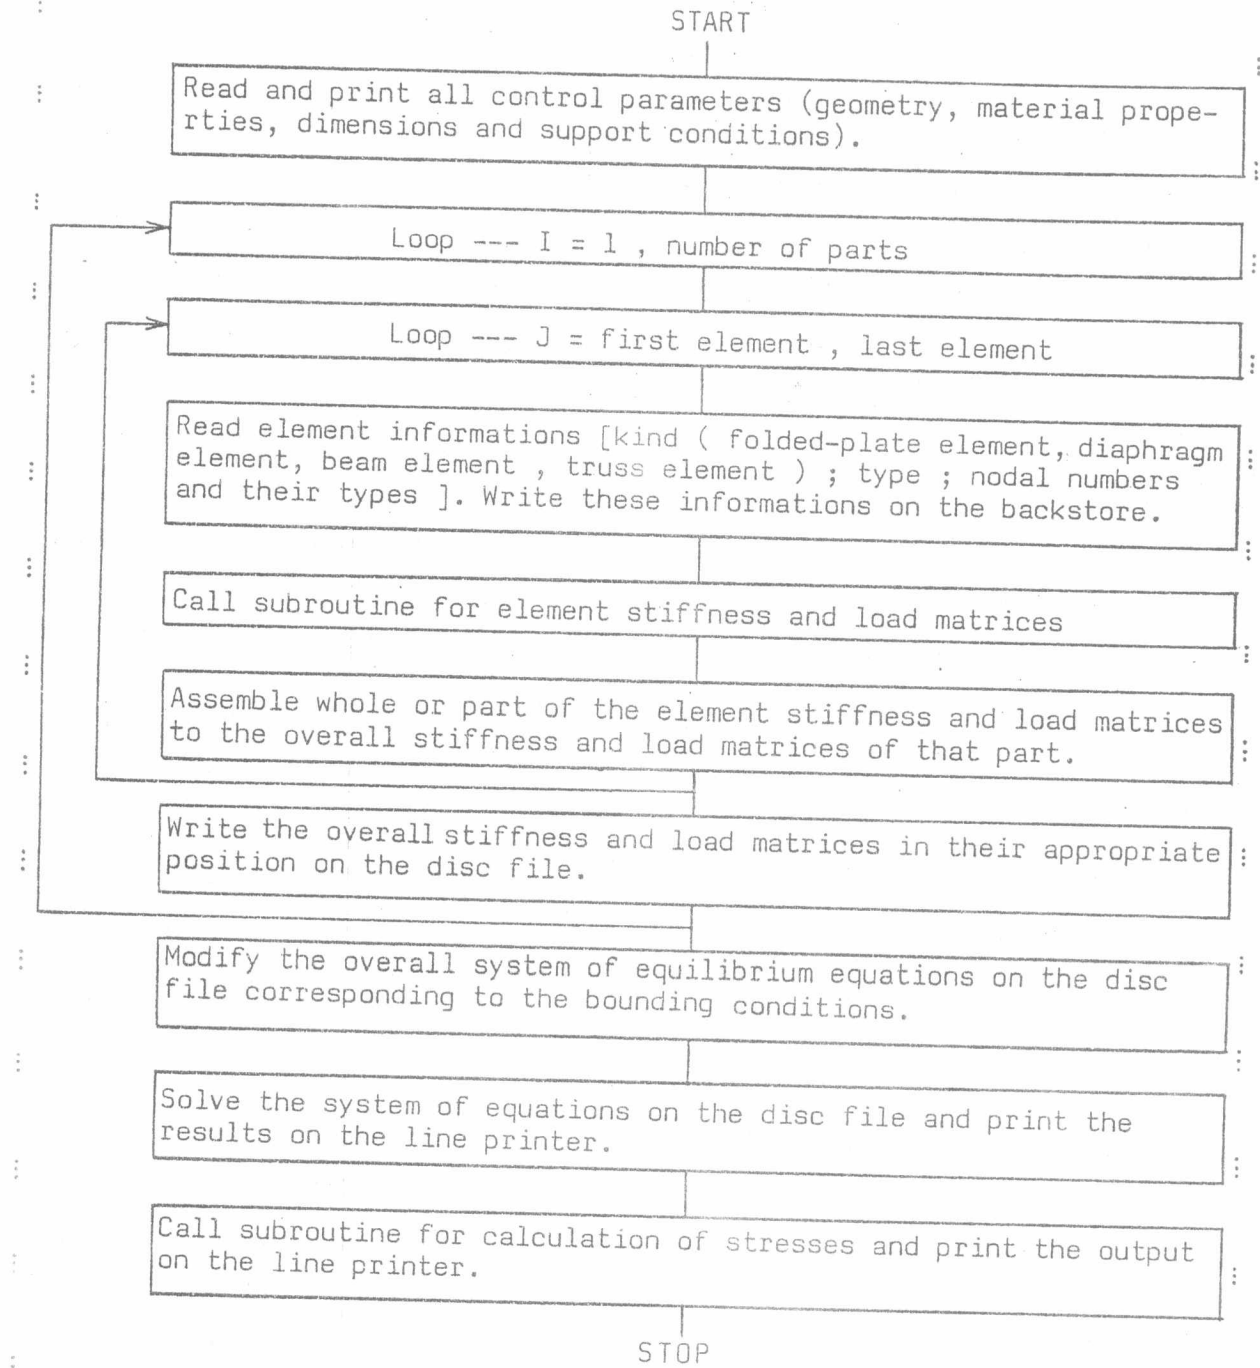 START
Read and print all control parameters (geometry, material prope-
rties, dimensions and support conditions).
Loop --- I = 1 , number of parts
Loop --- J = first element , last element
Read element informations [kind ( folded-plate element, diaphragm
element, beam element , truss element ) ; type ; nodal numbers
and their types ]. Write these informations on the backstore.
Call subroutine for element stiffness and load matrices
Assemble whole or part of the element stiffness and load matrices
to the overall stiffness and load matrices of that part.
Write the overall stiffness and load matrices in their appropriate
position on the disc file.
Modify the overall system of equilibrium equations on the disc
file corresponding to the bounding conditions.
Solve the system of equations on the disc file and print the
results on the line printer.
Call subroutine for calculation of stresses and print the output
on the line printer.
STOP